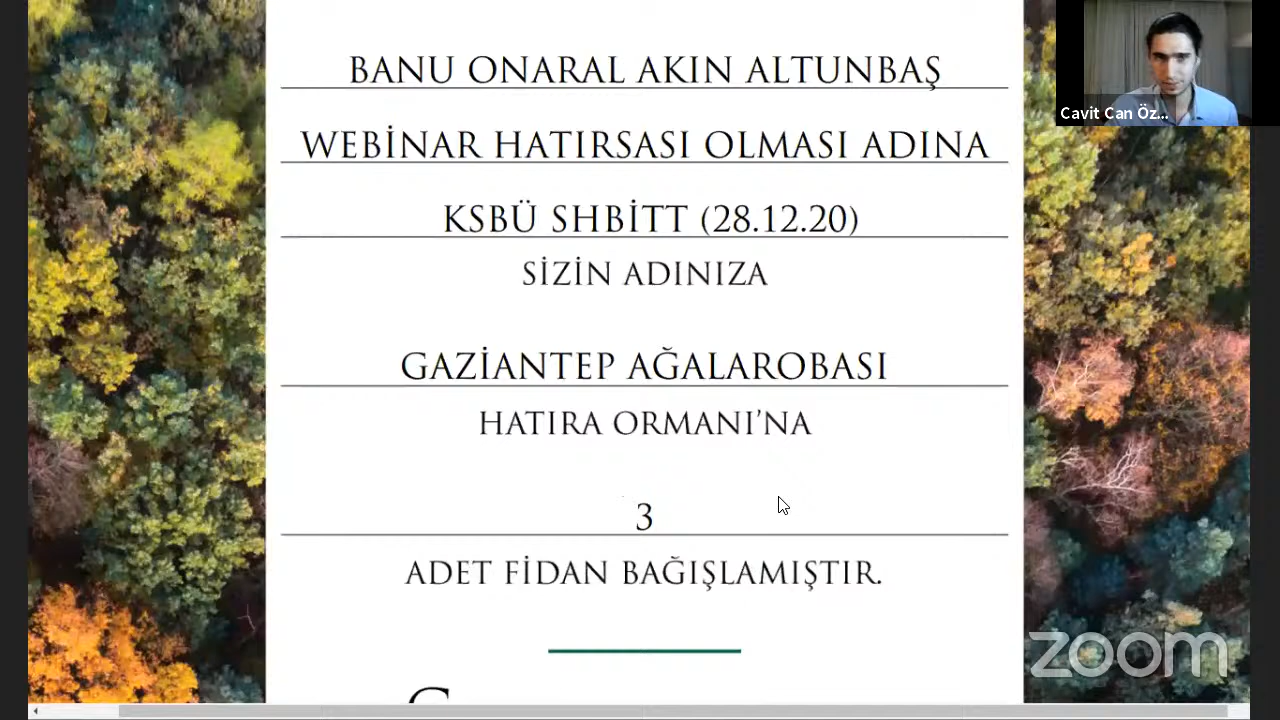 BANU ONARAL AKIN ALTUNBAŞ
Cavit Can Öz...
WEBİNAR HATIRSASI OLMASI ADINA
KSBÜ SHBİTT (28.12.20)
SİZİN ADINIZA
GAZİANTEP AĞALAROBASI
HATIRA ORMANI'NA
3
ADET FİDAN BAĞIŞLAMIŞTIR.
zoom